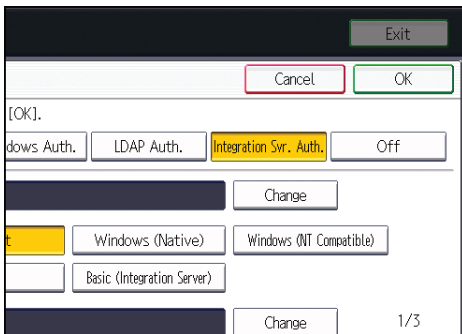 Exit
Cancel OK
[OK].
dows Auth. LDAP Auth. Integration Svr. Auth. Off
Change
t Windows (Native) Windows (NT Compatible)
Basic (Integration Server)
Change 1/3